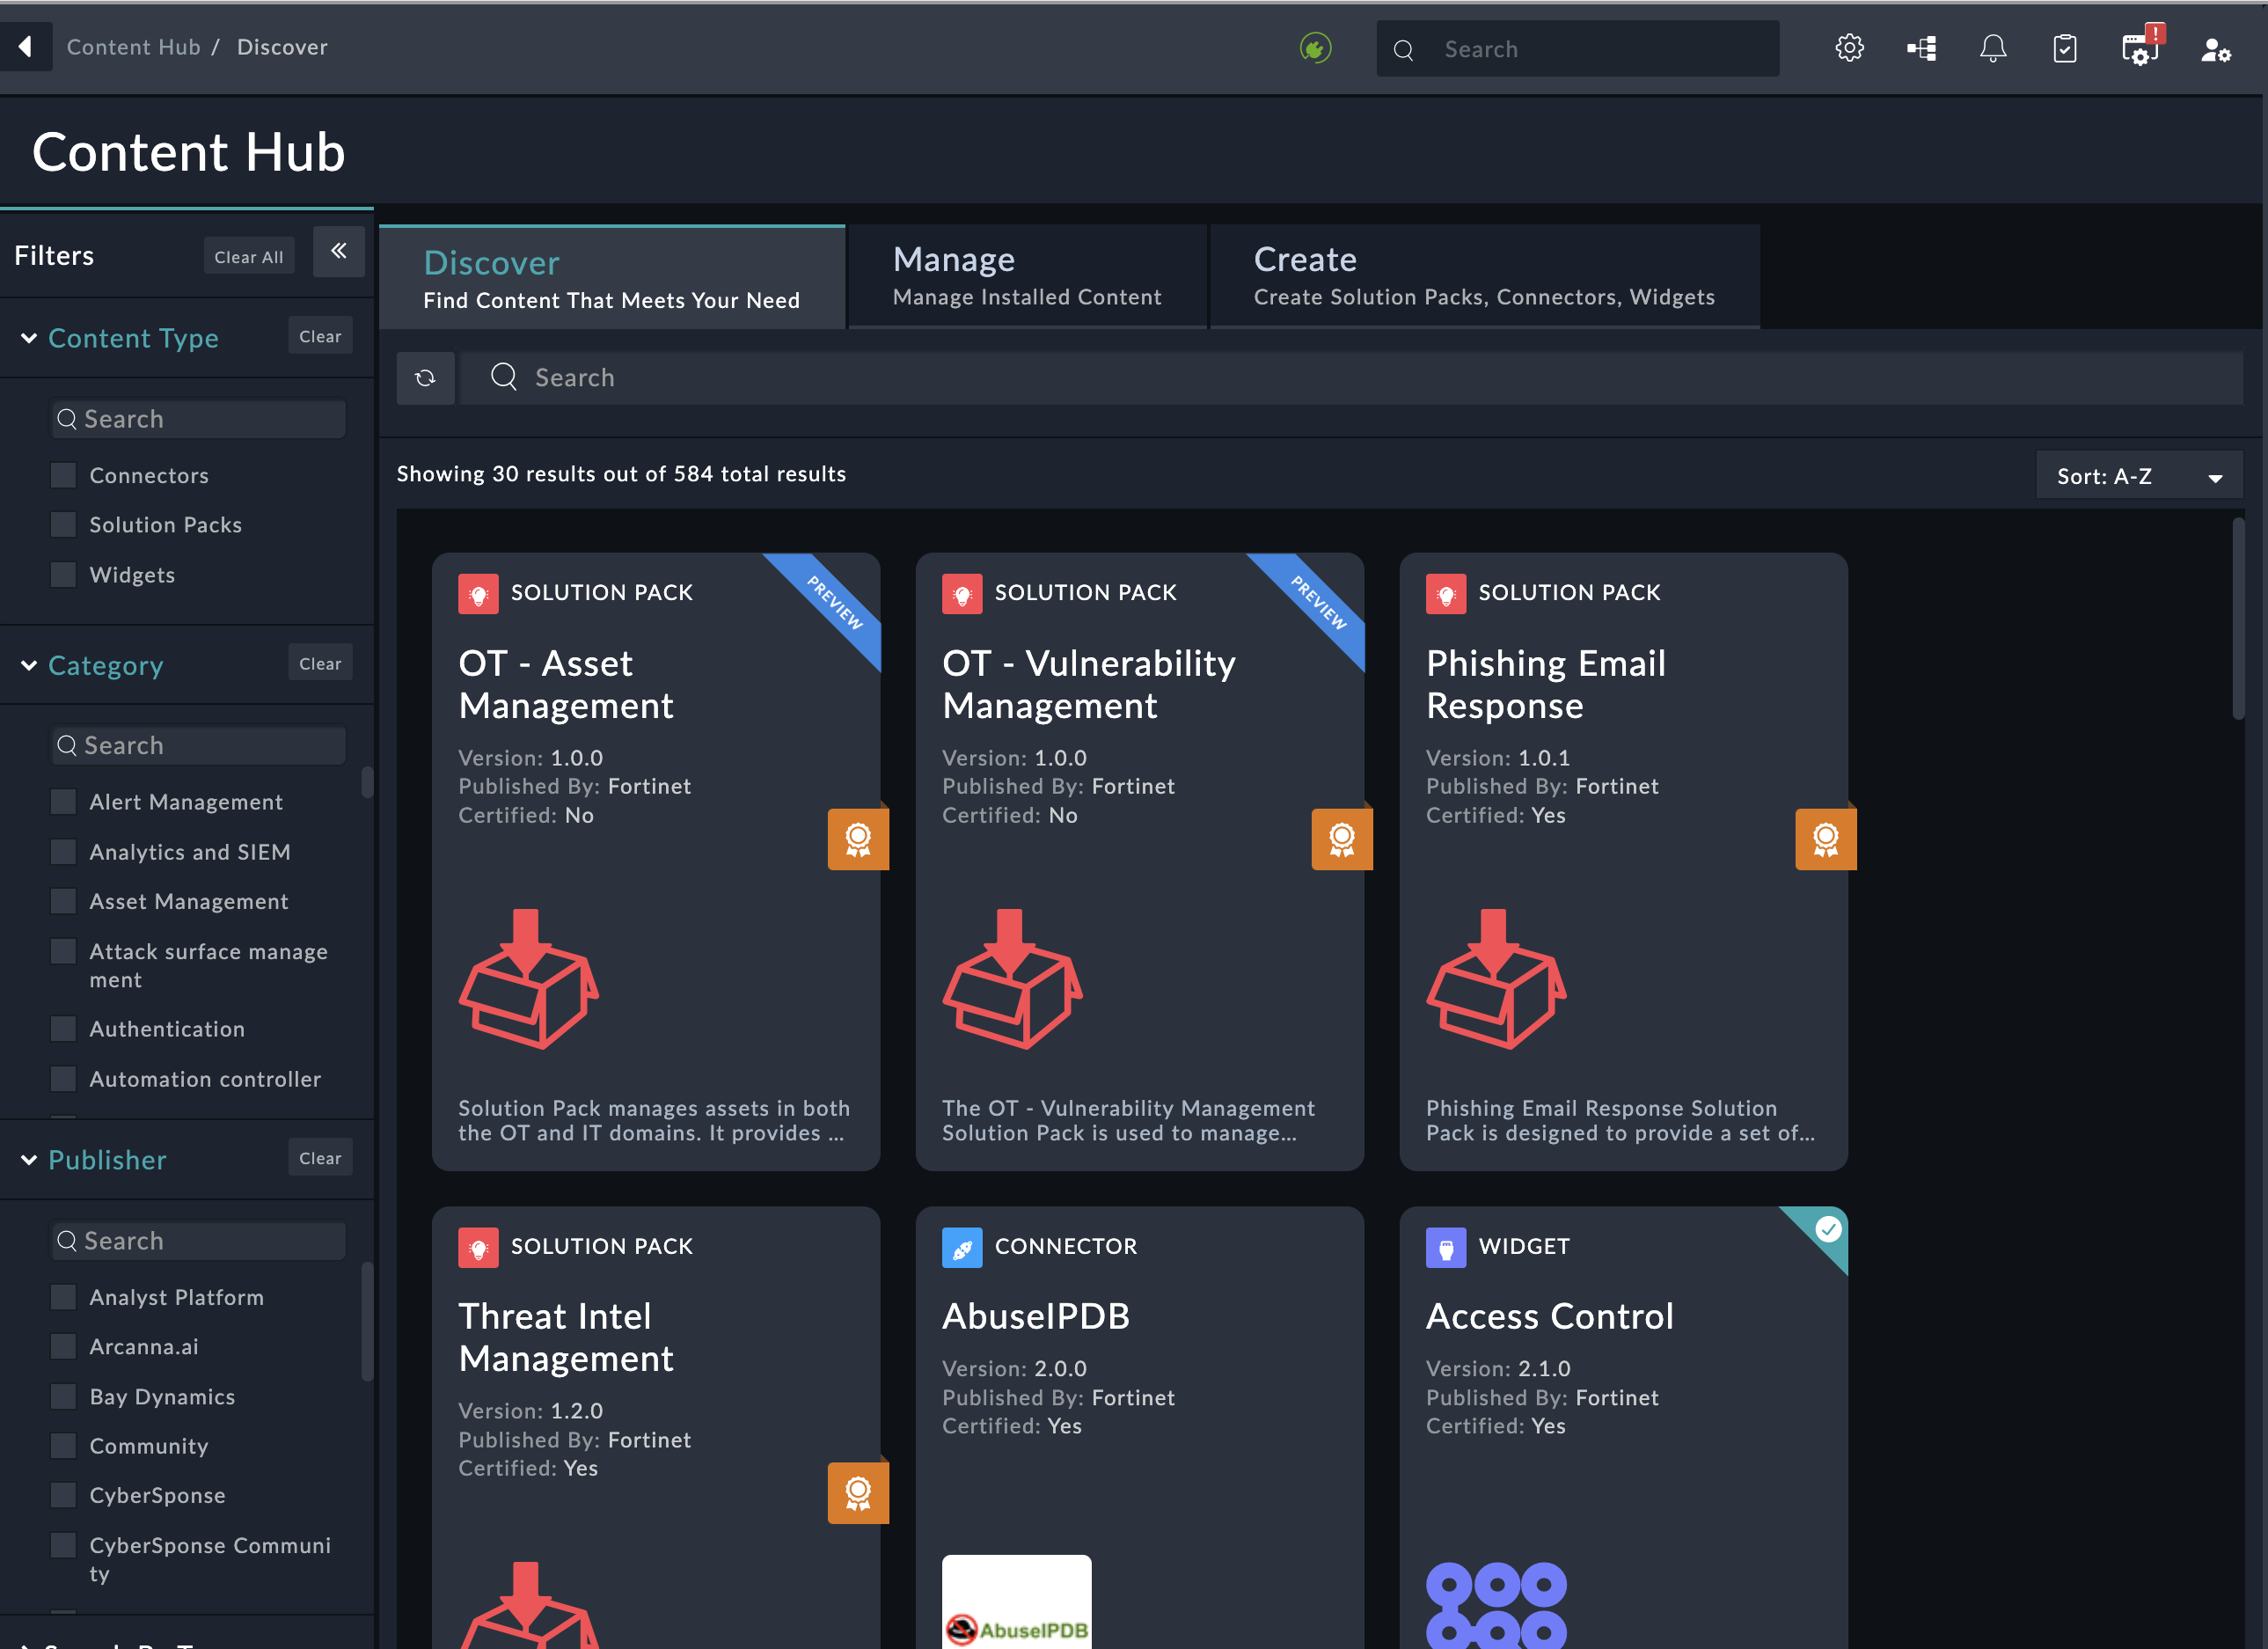 Content Hub / Discover
Search
!
Content Hub
Filters
Clear All
Content Type
Clear
Search
Connectors
Solution Packs
Widgets
Category
Clear
Search
Alert Management
Analytics and SIEM
Asset Management
Attack surface manage
ment
Authentication
Automation controller
Publisher
Clear
Search
Analyst Platform
Arcanna.ai
Bay Dynamics
Community
CyberSponse
CyberSponse Communi
ty
Discover
Find Content That Meets Your Need
Manage
Manage Installed Content
Create
Create Solution Packs, Connectors, Widgets
Search
Showing 30 results out of 584 total results
Sort: A-Z
SOLUTION PACK
PREVIEW
OT - Asset
Management
Version: 1.0.0
Published By: Fortinet
Certified: No
Solution Pack manages assets in both
the OT and IT domains. It provides ...
SOLUTION PACK
PREVIEW
OT - Vulnerability
Management
Version: 1.0.0
Published By: Fortinet
Certified: No
The OT - Vulnerability Management
Solution Pack is used to manage...
SOLUTION PACK
Phishing Email
Response
Version: 1.0.1
Published By: Fortinet
Certified: Yes
Phishing Email Response Solution
Pack is designed to provide a set of...
SOLUTION PACK
Threat Intel
Management
Version: 1.2.0
Published By: Fortinet
Certified: Yes
CONNECTOR
AbuseIPDB
Version: 2.0.0
Published By: Fortinet
Certified: Yes
AbuseIPDB
WIDGET
Access Control
Version: 2.1.0
Published By: Fortinet
Certified: Yes